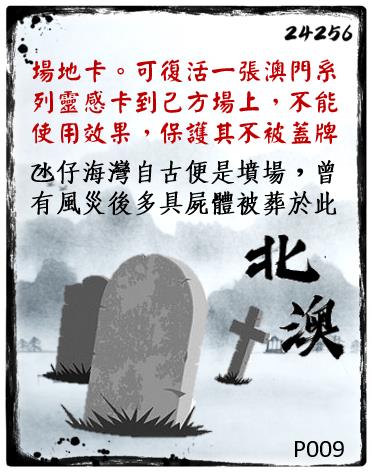 24256
場地卡。可復活一張澳門系
列靈感卡到己方場上,不能
使用效果,保護其不被蓋牌
氹仔海灣自古便是墳場,曾
有風災後多具屍體被葬於此
北
澳
P009